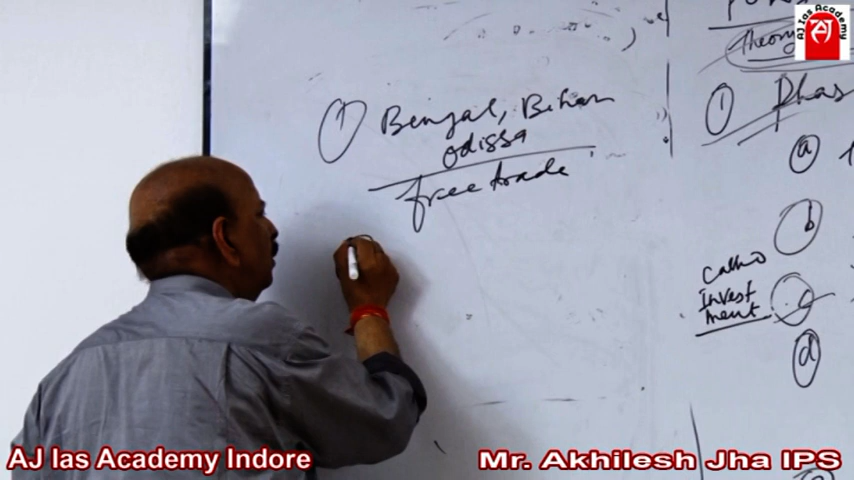 ① Bengal, Bihar
Odissa
free trade
Theory
① Phas
ⓐ
ⓑ
Invest
ment
ⓒ
ⓓ
AJ Ias Academy
AJ Ias Academy Indore
Mr. Akhilesh Jha IPS